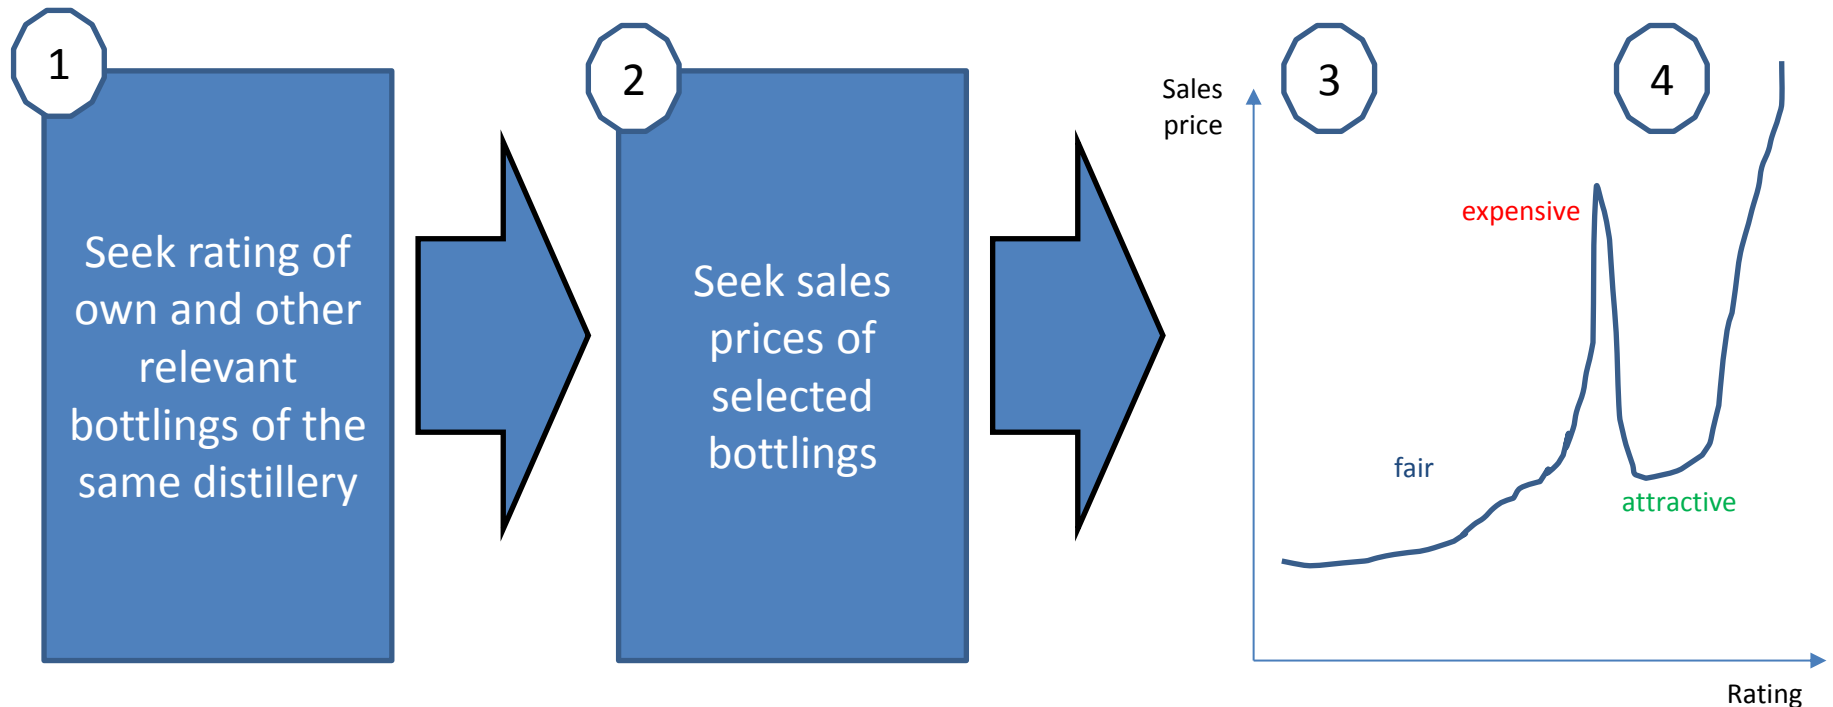 1
Seek rating of
own and other
relevant
bottlings of the
same distillery
2
Seek sales
prices of
selected
bottlings
Sales
price
3
4
expensive
fair
attractive
Rating